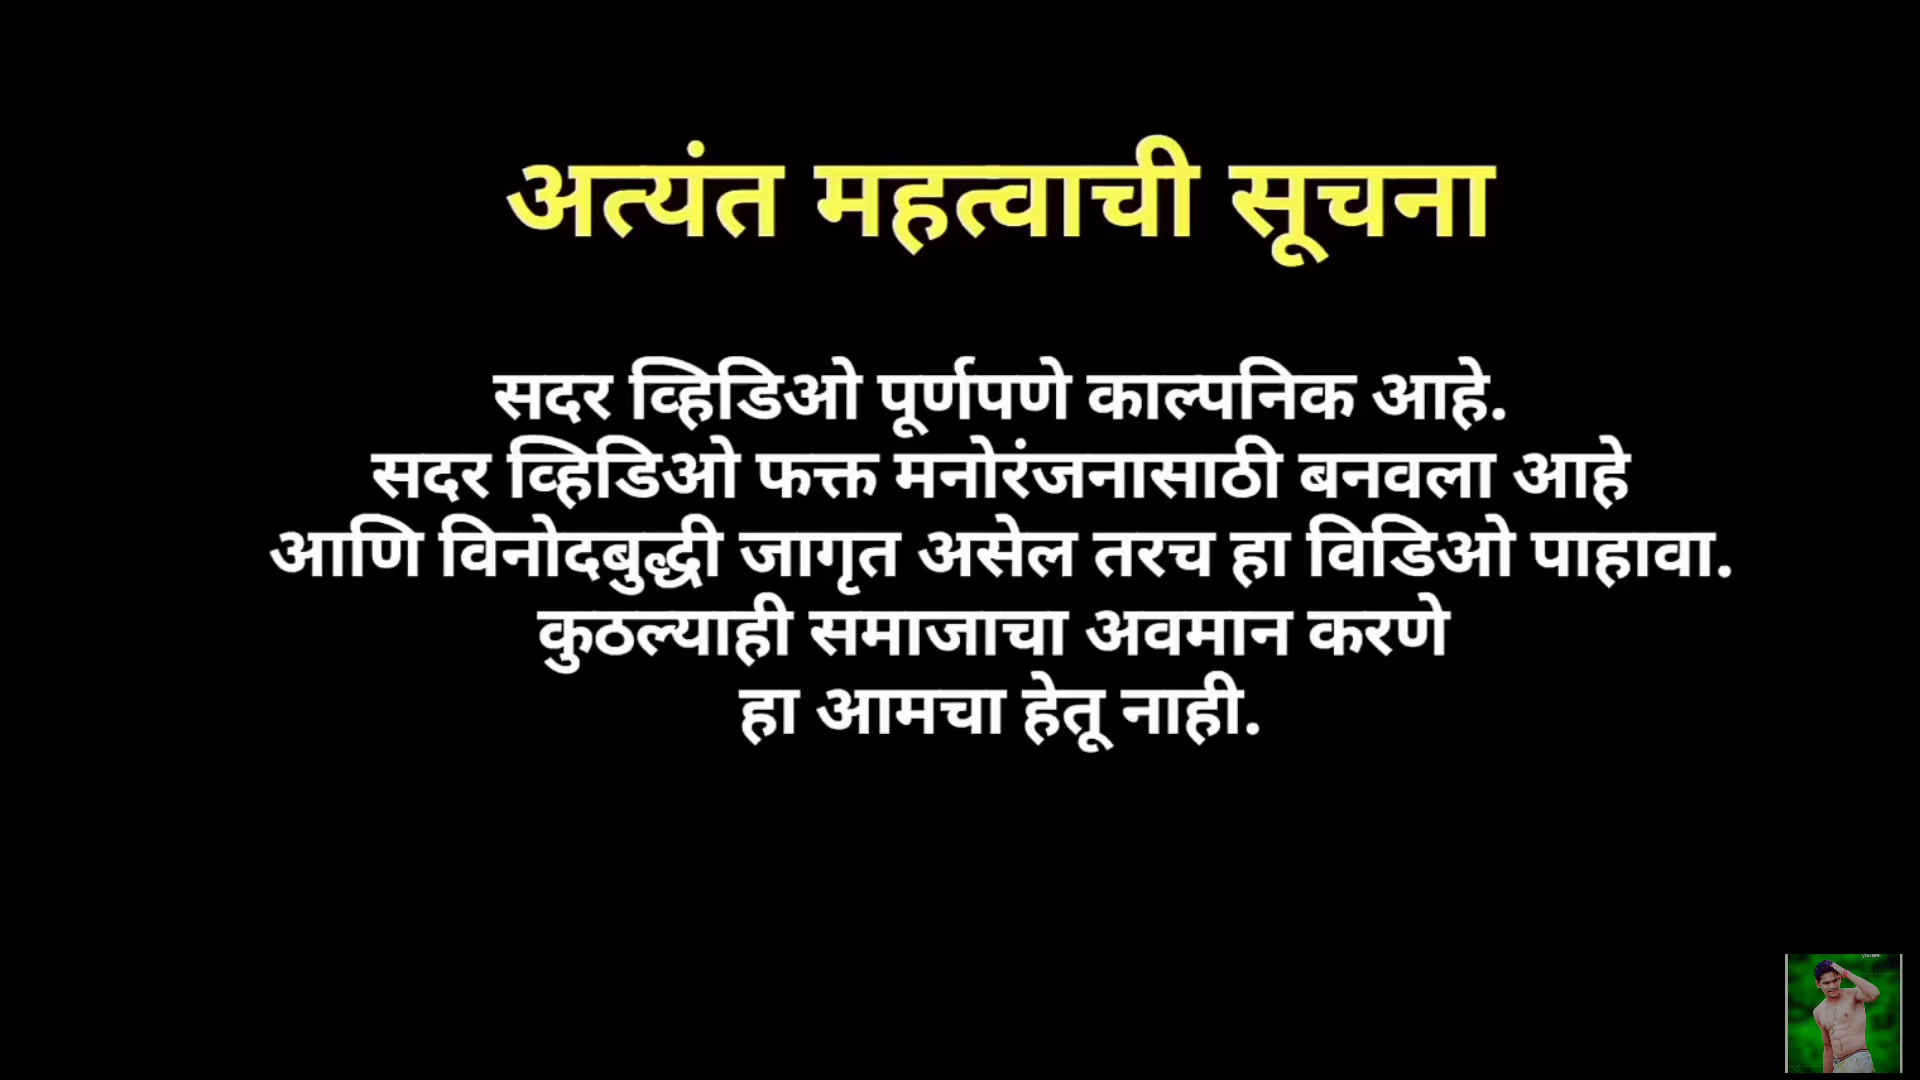 अत्यंत महत्वाची सूचना
सदर व्हिडिओ पूर्णपणे काल्पनिक आहे.
सदर व्हिडिओ फक्त मनोरंजनासाठी बनवला आहे
आणि विनोदबुद्धी जागृत असेल तरच हा विडिओ पाहावा.
कुठल्याही समाजाचा अवमान करणे
हा आमचा हेतू नाही.